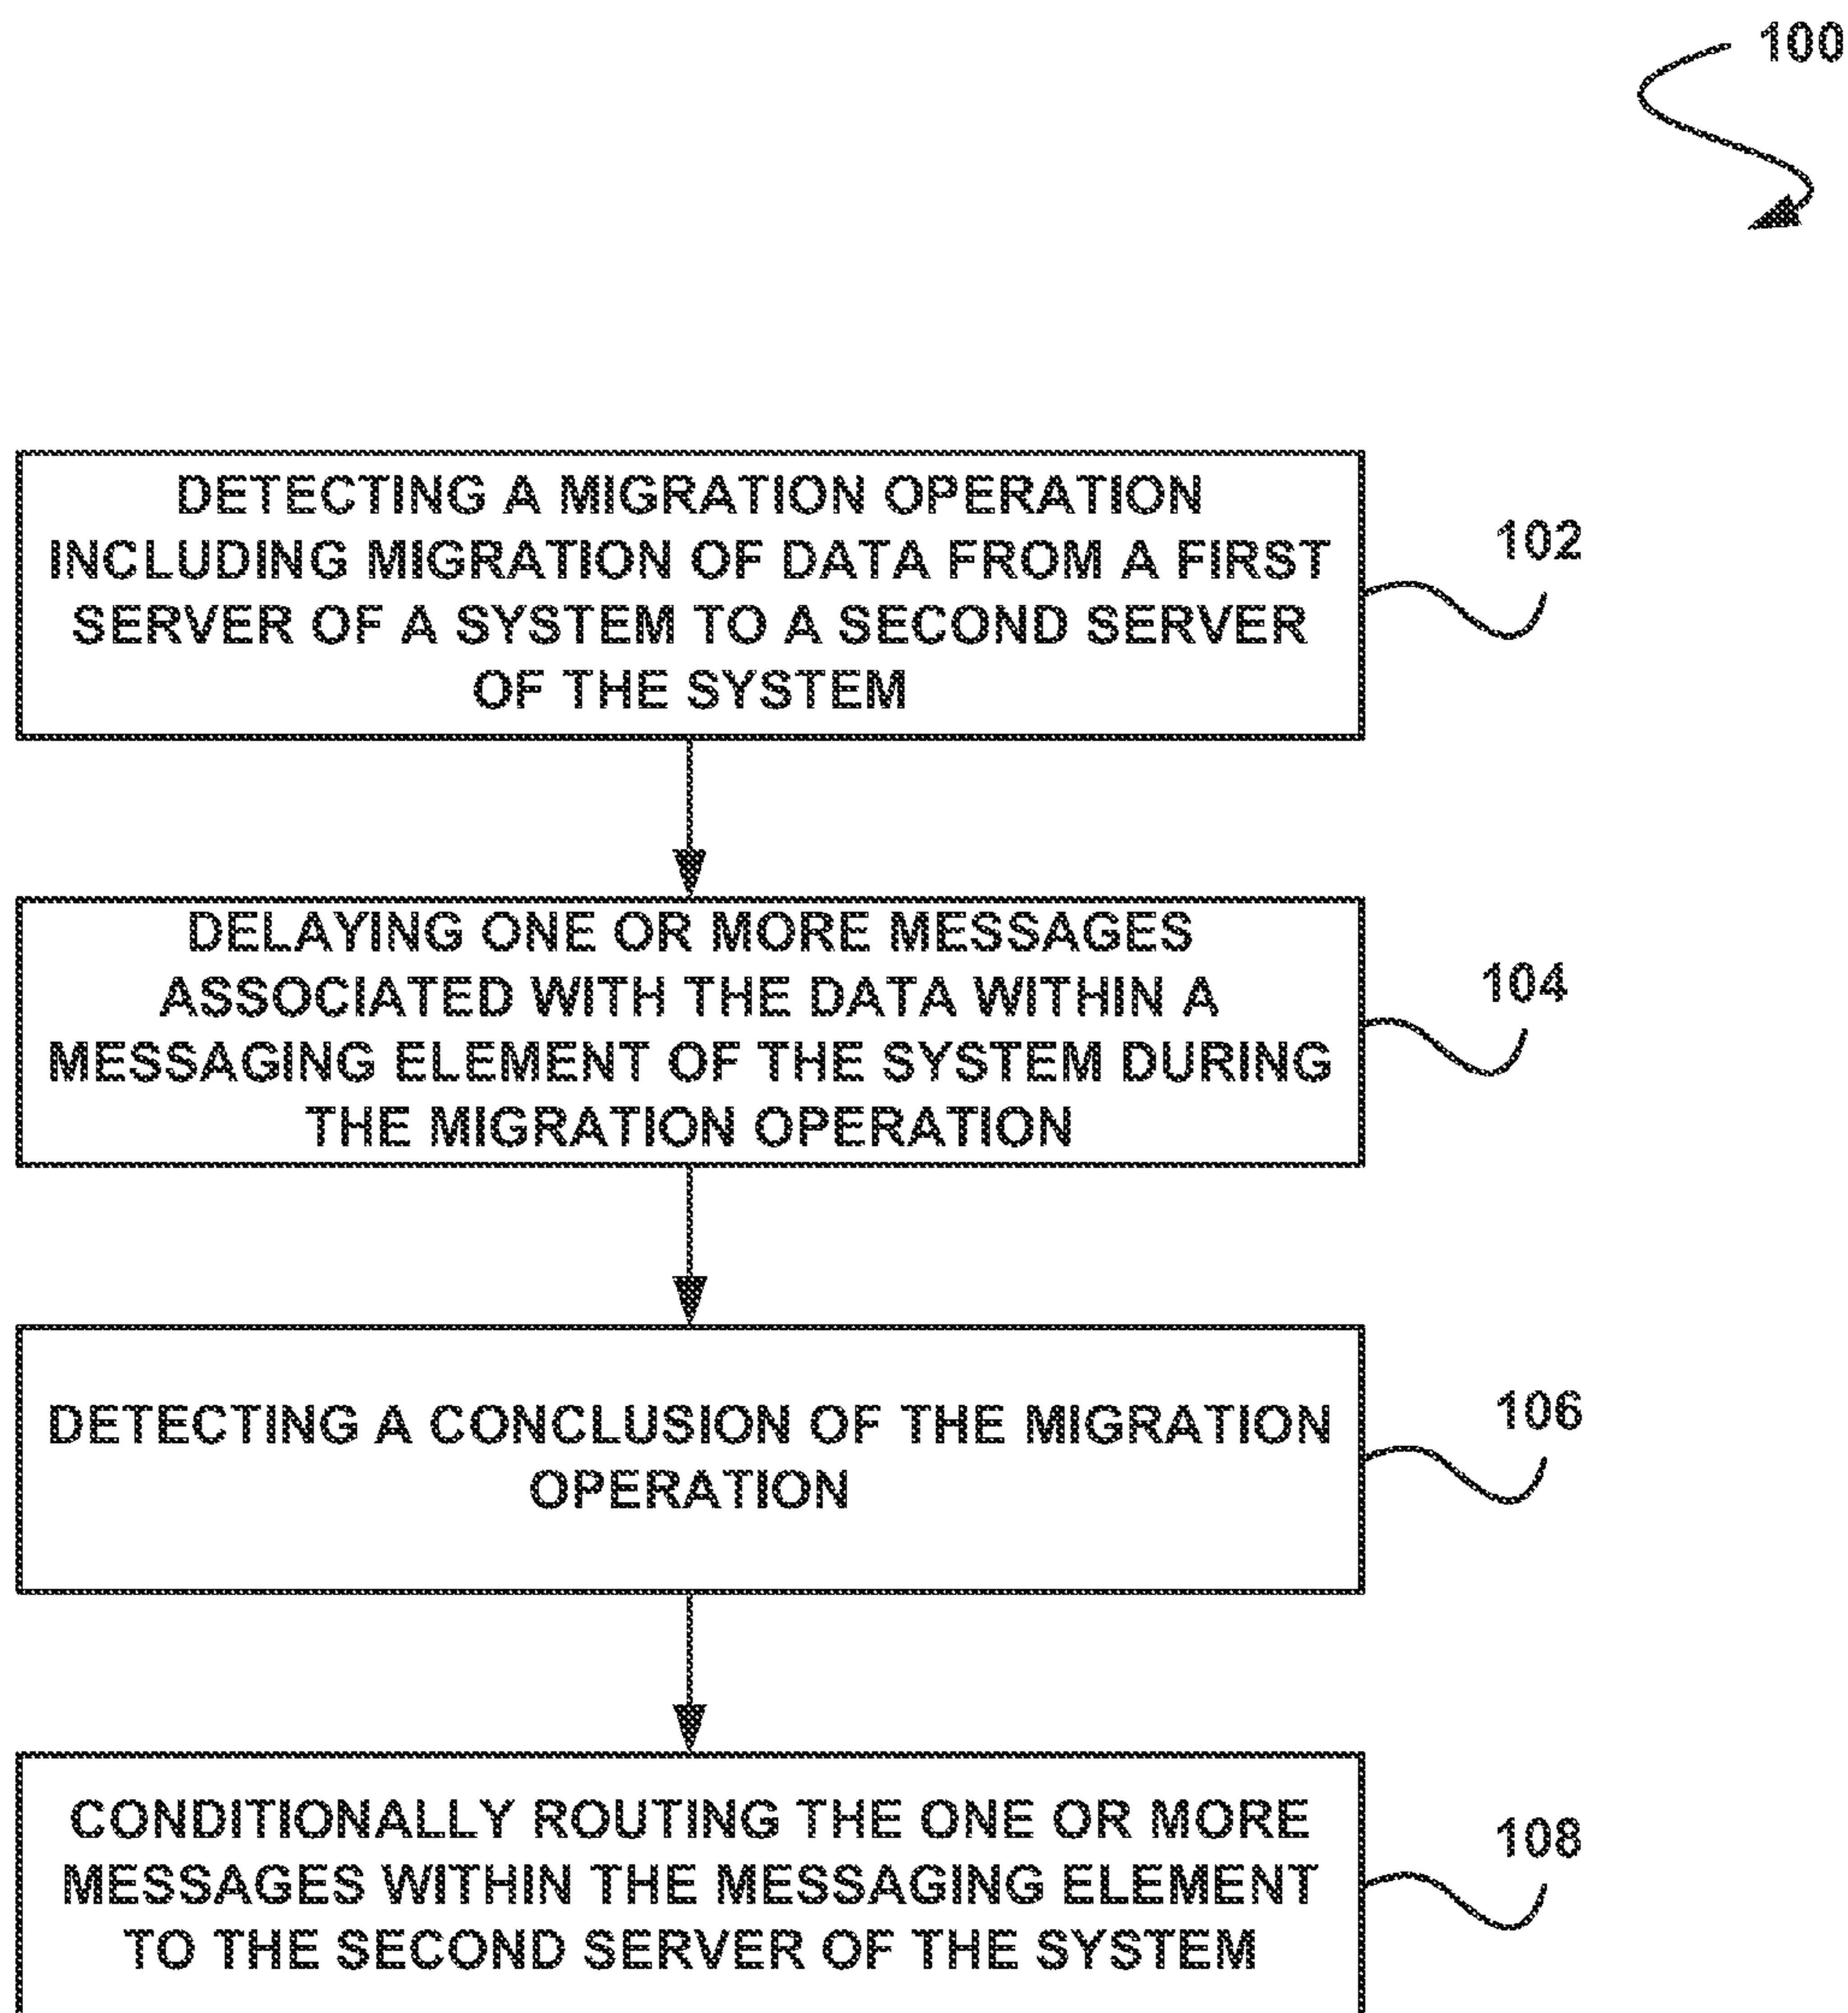 100
DETECTING A MIGRATION OPERATION
INCLUDING MIGRATION OF DATA FROM A FIRST
SERVER OF A SYSTEM TO A SECOND SERVER
OF THE SYSTEM
102
DELAYING ONE OR MORE MESSAGES
ASSOCIATED WITH THE DATA WITHIN A
MESSAGING ELEMENT OF THE SYSTEM DURING
THE MIGRATION OPERATION
104
DETECTING A CONCLUSION OF THE MIGRATION
OPERATION
106
CONDITIONALLY ROUTING THE ONE OR MORE
MESSAGES WITHIN THE MESSAGING ELEMENT
TO THE SECOND SERVER OF THE SYSTEM
108